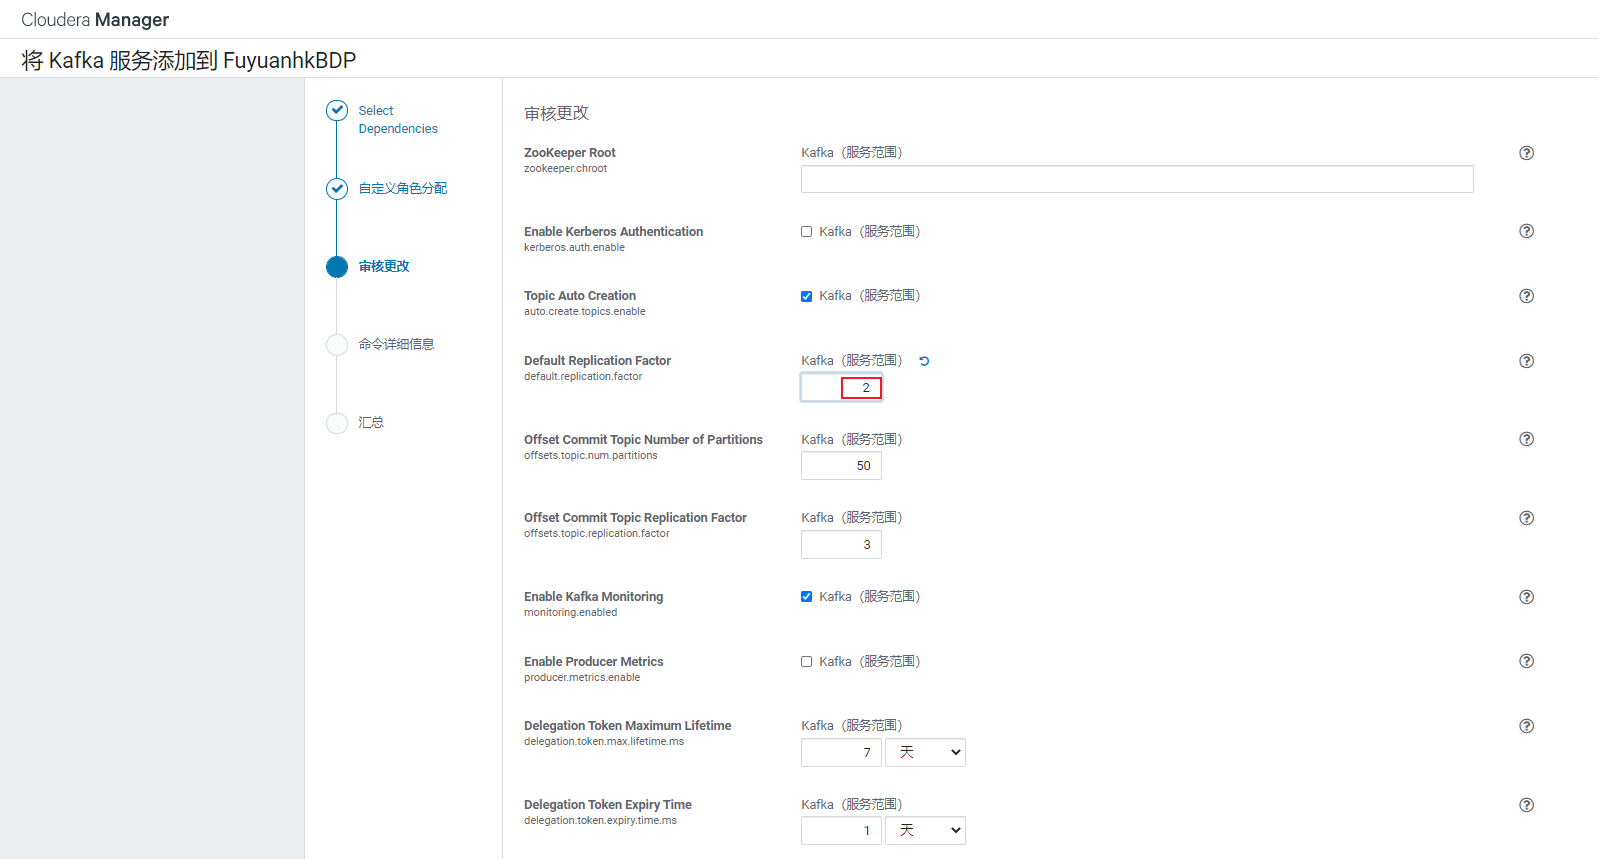 Cloudera Manager
将 Kafka 服务添加到 FuyuanhkBDP
Select
Dependencies
自定义角色分配
审核更改
命令详细信息
汇总
审核更改
ZooKeeper Root
zookeeper.chroot
Kafka（服务范围）
Enable Kerberos Authentication
kerberos.auth.enable
Kafka（服务范围）
Topic Auto Creation
auto.create.topics.enable
Kafka（服务范围）
Default Replication Factor
default.replication.factor
Kafka（服务范围）
2
Offset Commit Topic Number of Partitions
offsets.topic.num.partitions
Kafka（服务范围）
50
Offset Commit Topic Replication Factor
offsets.topic.replication.factor
Kafka（服务范围）
3
Enable Kafka Monitoring
monitoring.enabled
Kafka（服务范围）
Enable Producer Metrics
producer.metrics.enable
Kafka（服务范围）
Delegation Token Maximum Lifetime
delegation.token.max.lifetime.ms
Kafka（服务范围）
7 天
Delegation Token Expiry Time
delegation.token.expiry.time.ms
Kafka（服务范围）
1 天